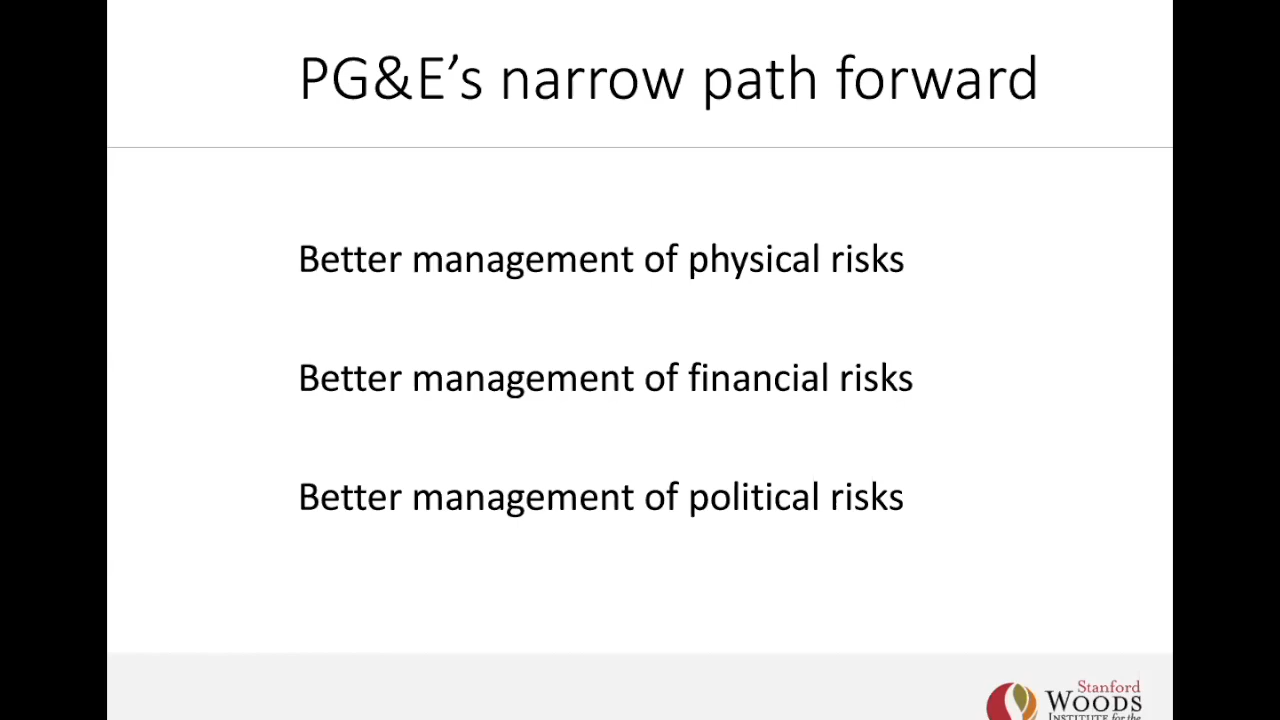 PG&E’s narrow path forward
Better management of physical risks
Better management of financial risks
Better management of political risks
Stanford
WOODS
INSTITUTE for the